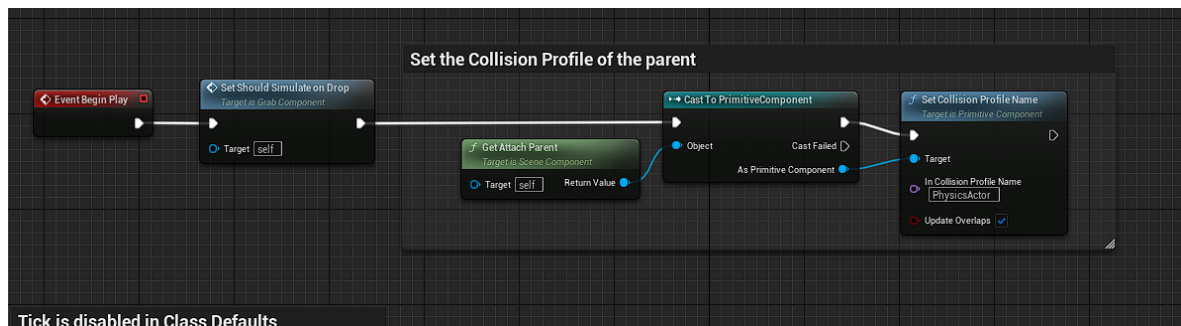 Set the Collision Profile of the parent
Event Begin Play
Set Should Simulate on Drop
Target is Grab Component
Target self
Get Attach Parent
Target is Scene Component
Target self
Return Value
Cast To PrimitiveComponent
Object
Cast Failed
As Primitive Component
Set Collision Profile Name
Target is Primitive Component
Target
In Collision Profile Name
PhysicsActor
Update Overlaps
Tick is disabled in Class Defaults